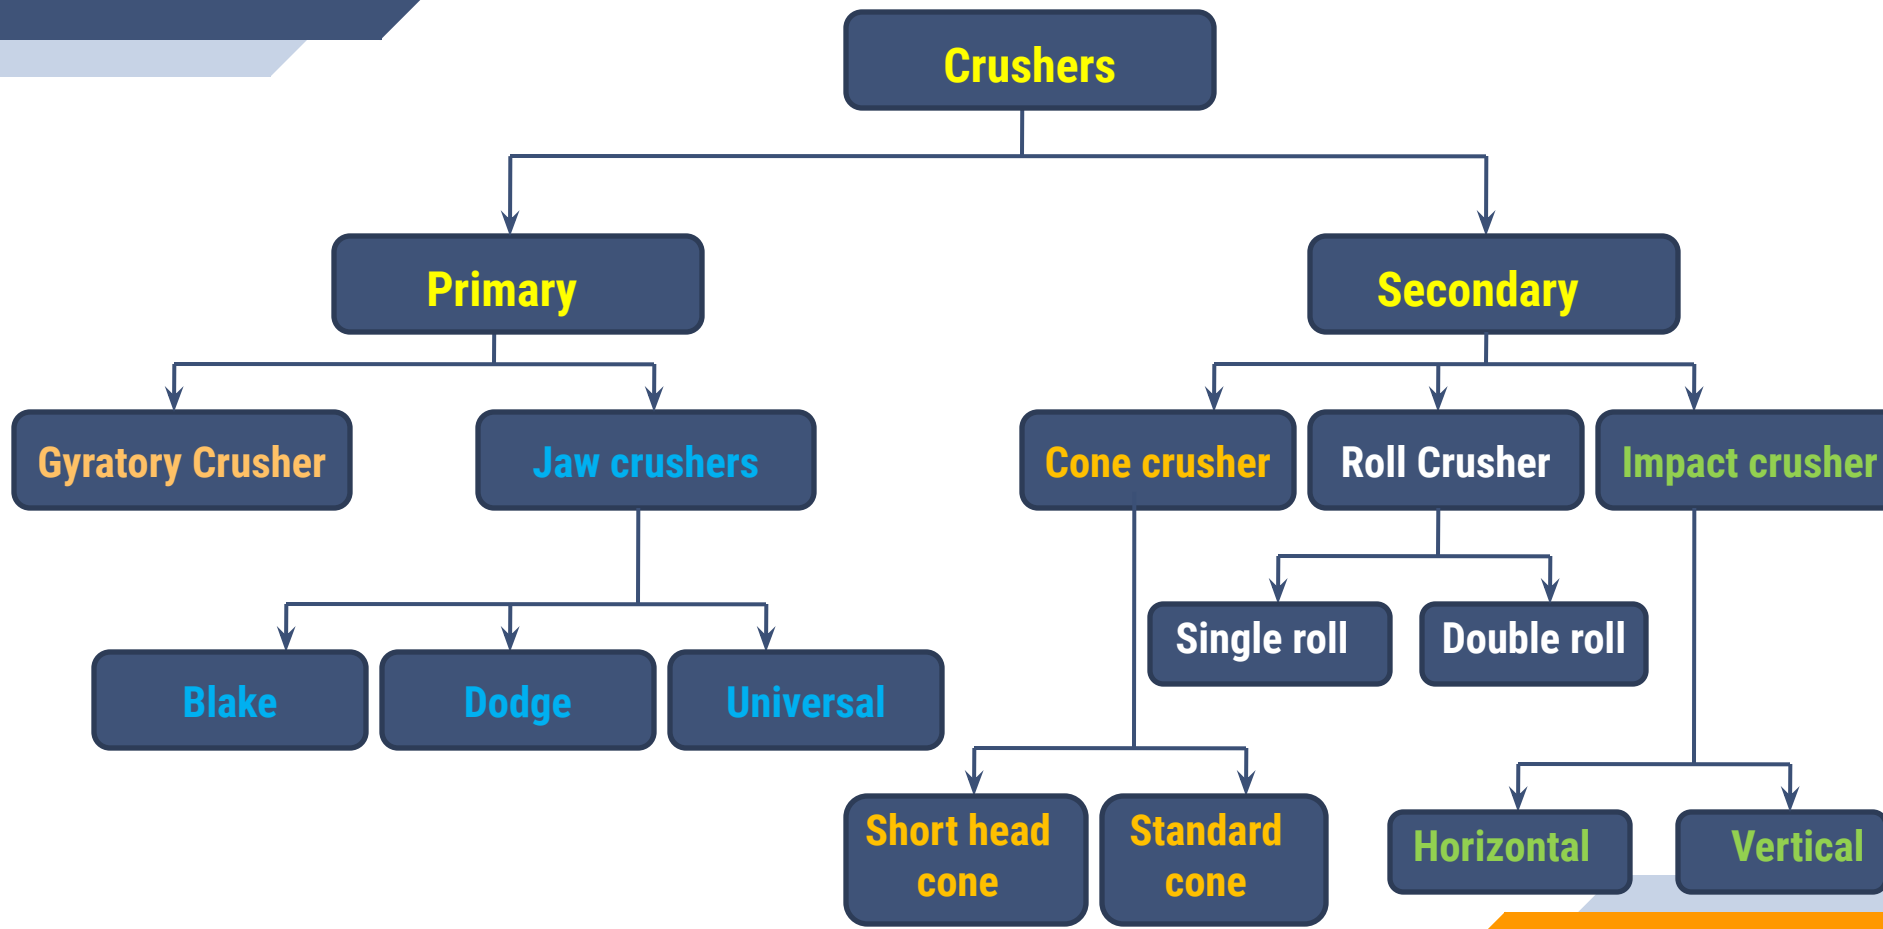 Crushers
Primary
Secondary
Gyratory Crusher
Jaw crushers
Cone crusher
Roll Crusher
Impact crusher
Single roll
Double roll
Blake
Dodge
Universal
Short head
cone
Standard
cone
Horizontal
Vertical